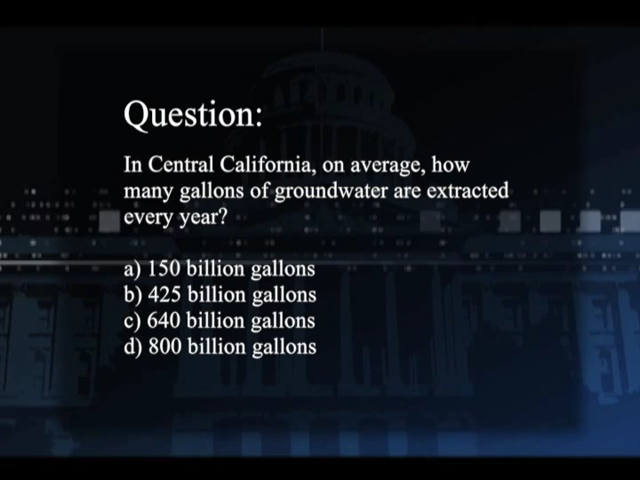 Question:
In Central California, on average, how
many gallons of groundwater are extracted
every year?
a) 150 billion gallons
b) 425 billion gallons
c) 640 billion gallons
d) 800 billion gallons